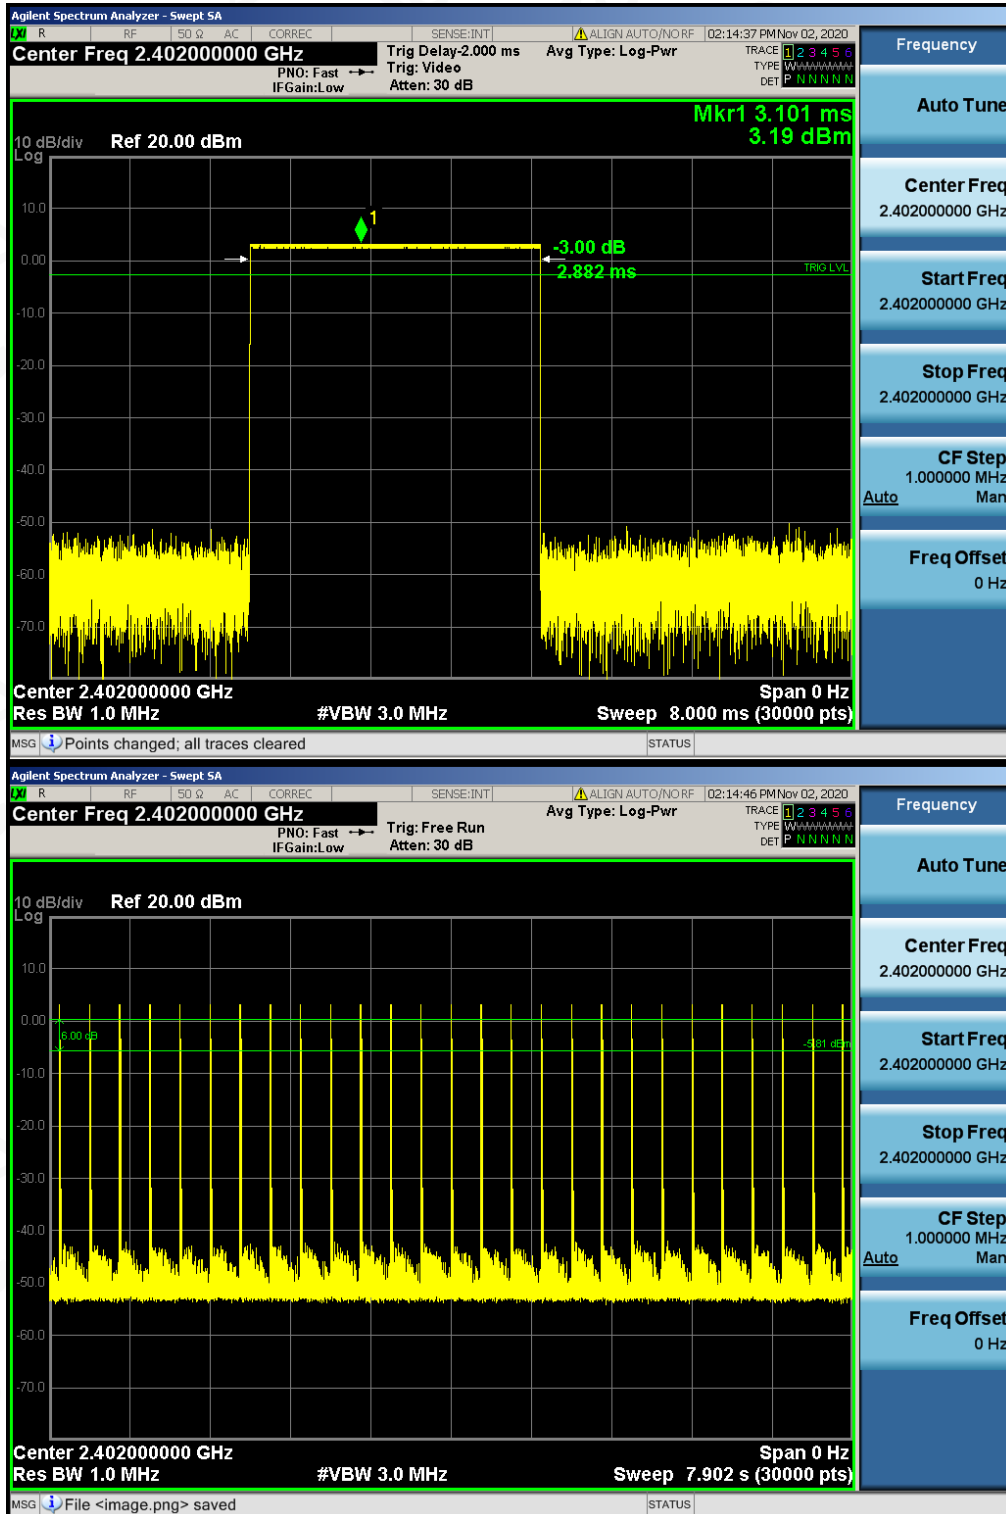 Agilent Spectrum Analyzer - Swept SA
LXI R RF 50 Ω AC CORREC SENSE:INT ALIGN AUTO/NO RF 02:14:37 PM Nov 02, 2020
Center Freq 2.402000000 GHz
PNO: Fast
IFGain:Low
Trig Delay-2.000 ms
Trig: Video
Atten: 30 dB
Avg Type: Log-Pwr
TRACE 1 2 3 4 5 6
TYPE WWWWWW
DET P N N N N N
Mkr1 3.101 ms
3.19 dBm
10 dB/div
Log
Ref 20.00 dBm
10.0
1
-3.00 dB
0.00
2.882 ms
TRIG LVL
-10.0
-20.0
-30.0
-40.0
-50.0
-60.0
-70.0
Center 2.402000000 GHz
Span 0 Hz
Res BW 1.0 MHz
#VBW 3.0 MHz
Sweep 8.000 ms (30000 pts)
MSG Points changed; all traces cleared
STATUS
Frequency
Auto Tune
Center Freq
2.402000000 GHz
Start Freq
2.402000000 GHz
Stop Freq
2.402000000 GHz
CF Step
1.000000 MHz
Auto Man
Freq Offset
0 Hz
Agilent Spectrum Analyzer - Swept SA
LXI R RF 50 Ω AC CORREC SENSE:INT ALIGN AUTO/NO RF 02:14:46 PM Nov 02, 2020
Center Freq 2.402000000 GHz
PNO: Fast
IFGain:Low
Trig: Free Run
Atten: 30 dB
Avg Type: Log-Pwr
TRACE 1 2 3 4 5 6
TYPE WWWWWW
DET P N N N N N
10 dB/div
Log
Ref 20.00 dBm
10.0
0.00
6.00 dB
-5.81 dBm
-10.0
-20.0
-30.0
-40.0
-50.0
-60.0
-70.0
Center 2.402000000 GHz
Span 0 Hz
Res BW 1.0 MHz
#VBW 3.0 MHz
Sweep 7.902 s (30000 pts)
MSG File <image.png> saved
STATUS
Frequency
Auto Tune
Center Freq
2.402000000 GHz
Start Freq
2.402000000 GHz
Stop Freq
2.402000000 GHz
CF Step
1.000000 MHz
Auto Man
Freq Offset
0 Hz